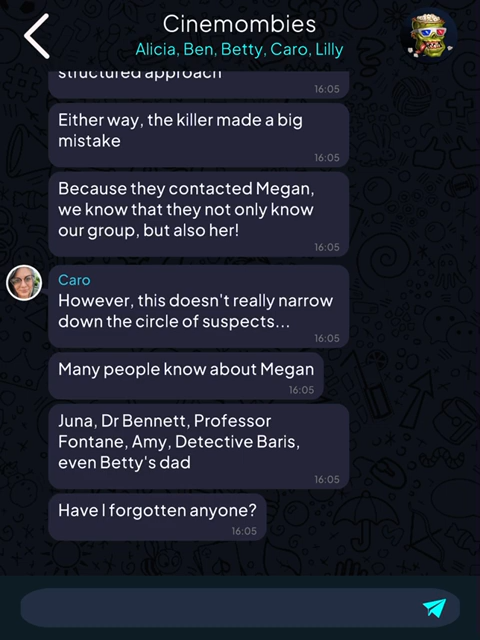 Cinemombies
Alicia, Ben, Betty, Caro, Lilly
structured approach
16:05
Either way, the killer made a big
mistake
16:05
Because they contacted Megan,
we know that they not only know
our group, but also her!
16:05
Caro
However, this doesn't really narrow
down the circle of suspects...
16:05
Many people know about Megan
16:05
Juna, Dr Bennett, Professor
Fontane, Amy, Detective Baris,
even Betty's dad
16:05
Have I forgotten anyone?
16:05